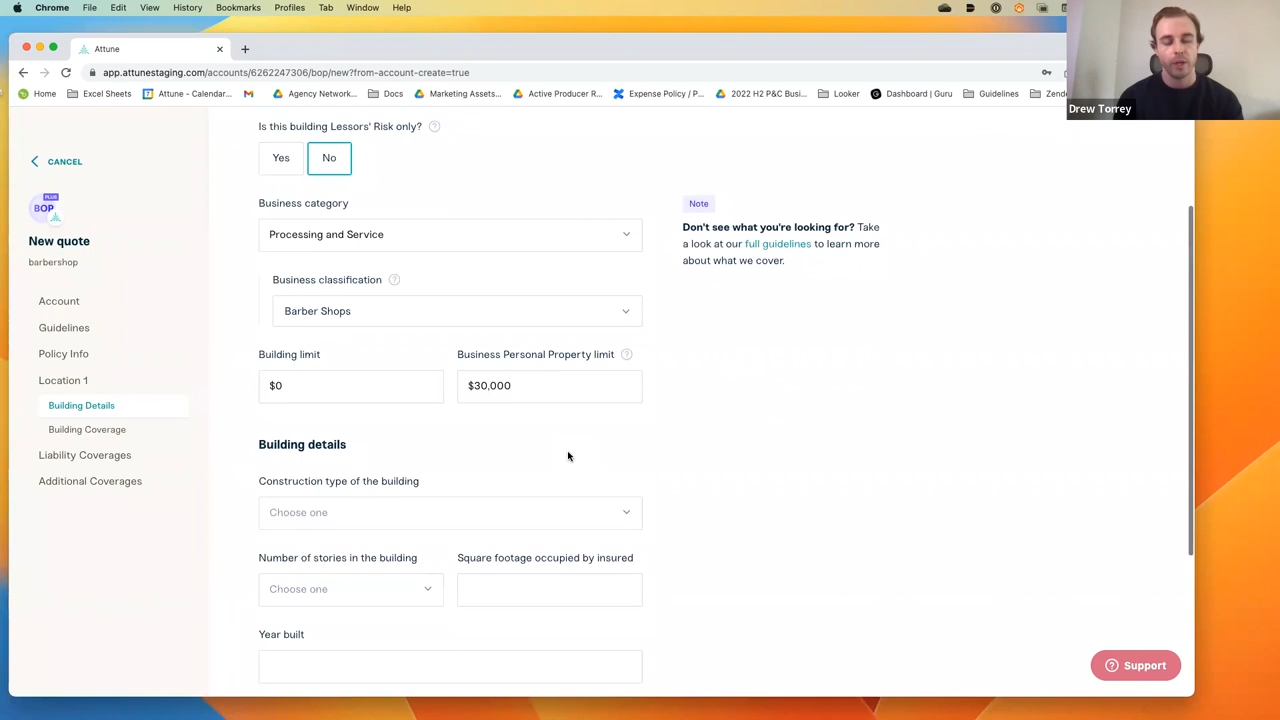 Chrome File Edit View History Bookmarks Profiles Tab Window Help
Attune
app.attunestaging.com/accounts/6262247306/bop/new?from-account-create=true
Home Excel Sheets Attune - Calendar... Agency Network... Docs Marketing Assets... Active Producer R... Expense Policy / P... 2022 H2 P&C Busi... Looker Dashboard | Guru Guidelines Zend
Drew Torrey
CANCEL
PLUS
BOP
New quote
barbershop
Account
Guidelines
Policy Info
Location 1
Building Details
Building Coverage
Liability Coverages
Additional Coverages
Is this building Lessors' Risk only? ?
Yes No
Business category
Processing and Service
Business classification ?
Barber Shops
Building limit Business Personal Property limit ?
$0 $30,000
Building details
Construction type of the building
Choose one
Number of stories in the building Square footage occupied by insured
Choose one
Year built
Note
Don't see what you're looking for? Take
a look at our full guidelines to learn more
about what we cover.
? Support